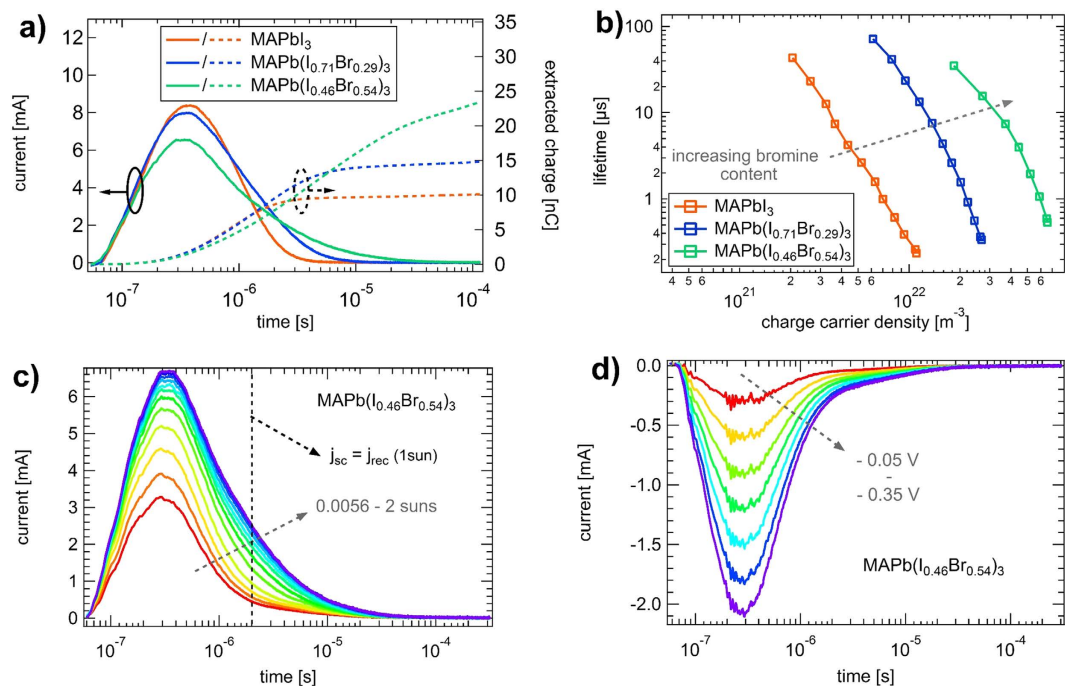 a)
current [mA]
12
10
8
6
4
2
0
MAPbI3
MAPb(I0.71Br0.29)3
MAPb(I0.46Br0.54)3
35
30
25
20
15
10
5
0
extracted charge [nC]
10-7
10-6
10-5
10-4
time [s]
b)
lifetime [µs]
100
10
1
4
2
6
4
2
6
4
2
6
4
2
increasing bromine
content
MAPbI3
MAPb(I0.71Br0.29)3
MAPb(I0.46Br0.54)3
4 5 6 2 3 4 5 6 2 3 4 5 6
10²¹ 10²²
charge carrier density [m-3]
c)
current [mA]
6
5
4
3
2
1
0
MAPb(I0.46Br0.54)3
jsc = jrec (1sun)
0.0056 - 2 suns
10-7
10-6
10-5
10-4
time [s]
d)
current [mA]
0.0
-0.5
-1.0
-1.5
-2.0
- 0.05 V
-
- 0.35 V
MAPb(I0.46Br0.54)3
10-7
10-6
10-5
10-4
time [s]